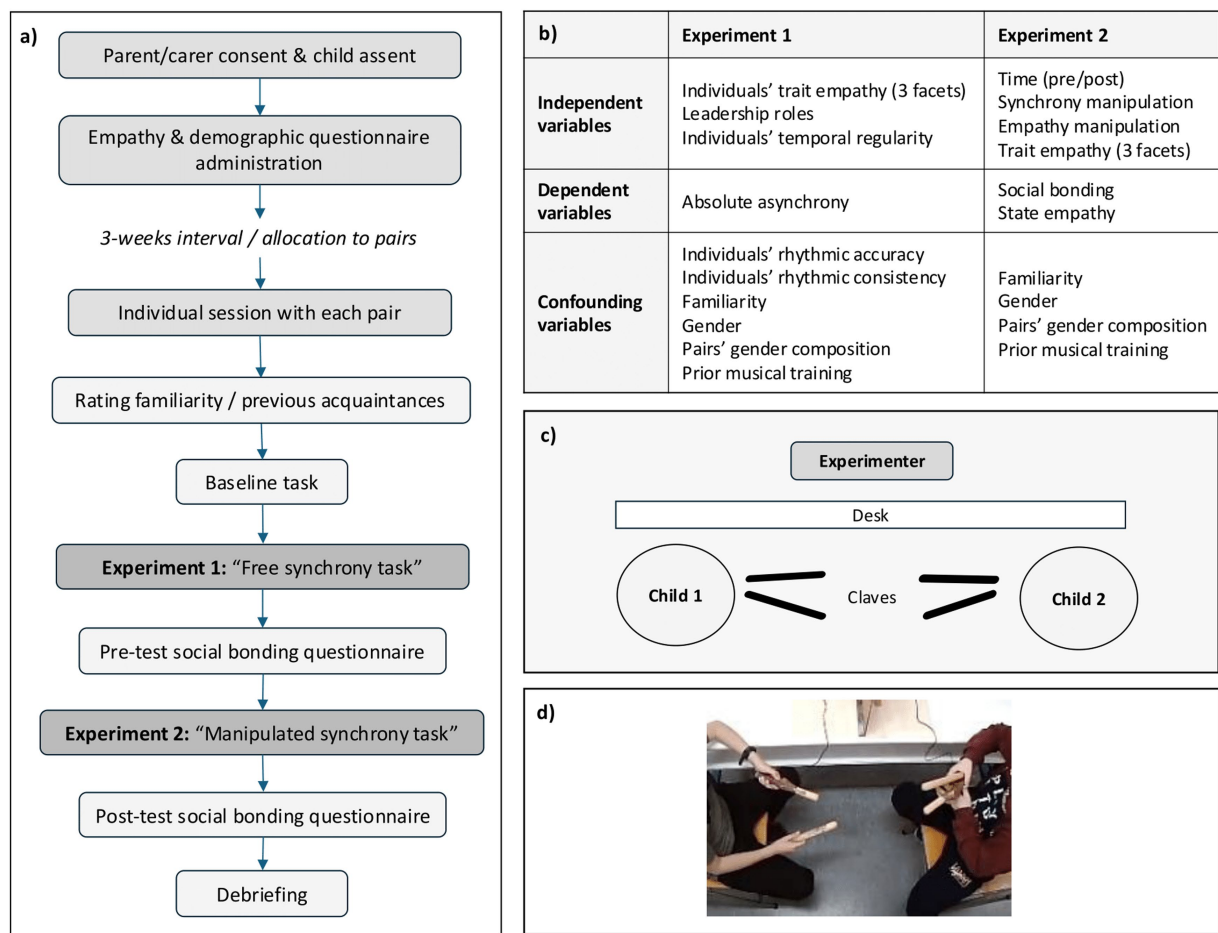 a)
Parent/carer consent & child assent
Empathy & demographic questionnaire
administration
3-weeks interval / allocation to pairs
Individual session with each pair
Rating familiarity / previous acquaintances
Baseline task
Experiment 1: “Free synchrony task”
Pre-test social bonding questionnaire
Experiment 2: “Manipulated synchrony task”
Post-test social bonding questionnaire
Debriefing
b)
Experiment 1
Experiment 2
Independent
variables
Individuals’ trait empathy (3 facets)
Leadership roles
Individuals’ temporal regularity
Time (pre/post)
Synchrony manipulation
Empathy manipulation
Trait empathy (3 facets)
Dependent
variables
Absolute asynchrony
Social bonding
State empathy
Confounding
variables
Individuals’ rhythmic accuracy
Individuals’ rhythmic consistency
Familiarity
Gender
Pairs’ gender composition
Prior musical training
Familiarity
Gender
Pairs’ gender composition
Prior musical training
c)
Experimenter
Desk
Child 1
Claves
Child 2
d)